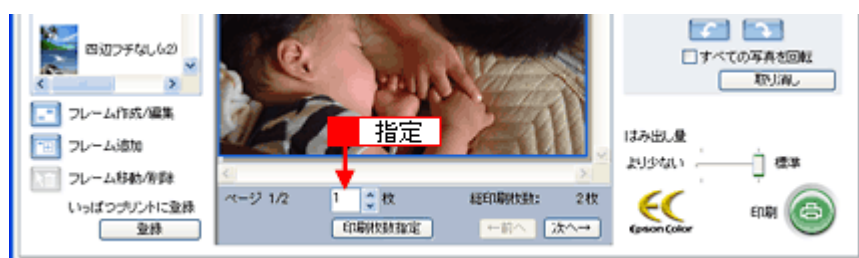 四辺フチなし(x2)
フレーム作成/編集
フレーム追加
フレーム移動/削除
いっぱつプリントに登録
登録
指定
ページ 1/2
1 枚
総印刷枚数: 2枚
印刷枚数指定
←前へ
次へ→
すべての写真を回転
取り消し
はみ出し量
より少ない
標準
Epson Color
印刷